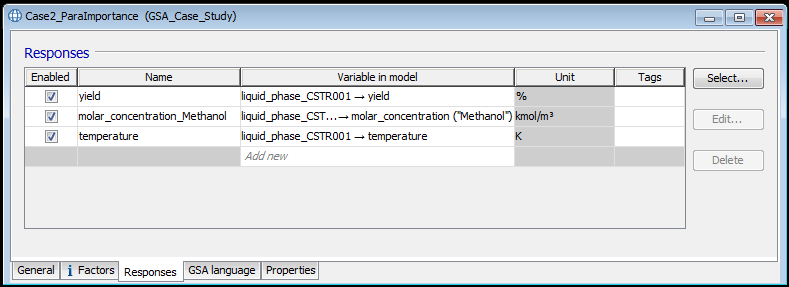 Case2_ParaImportance (GSA_Case_Study)
Responses
Enabled Name Variable in model Unit Tags
yield liquid_phase_CSTR001 → yield %
molar_concentration_Methanol liquid_phase_CST...→ molar_concentration ("Methanol") kmol/m³
temperature liquid_phase_CSTR001 → temperature K
Add new
Select...
Edit...
Delete
General i Factors Responses GSA language Properties